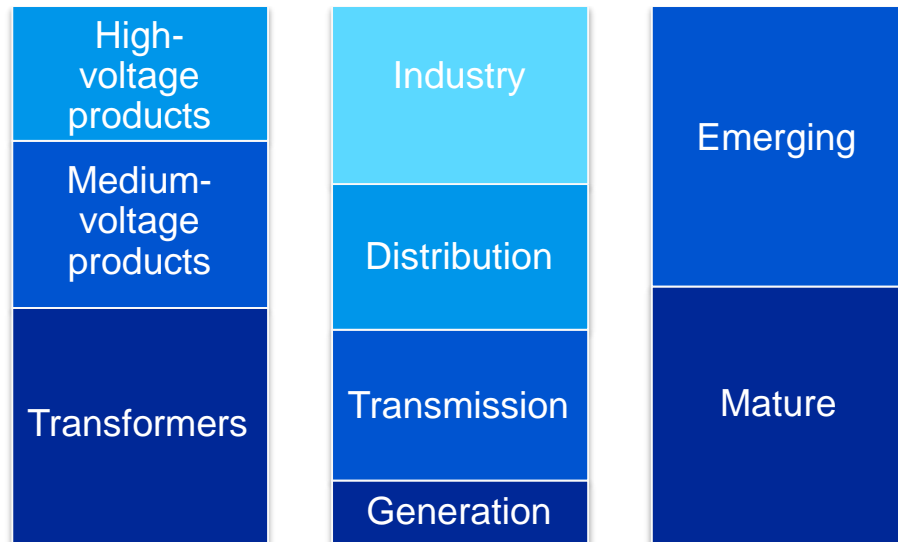 High-
voltage
products
Medium-
voltage
products
Transformers
Industry
Distribution
Transmission
Generation
Emerging
Mature